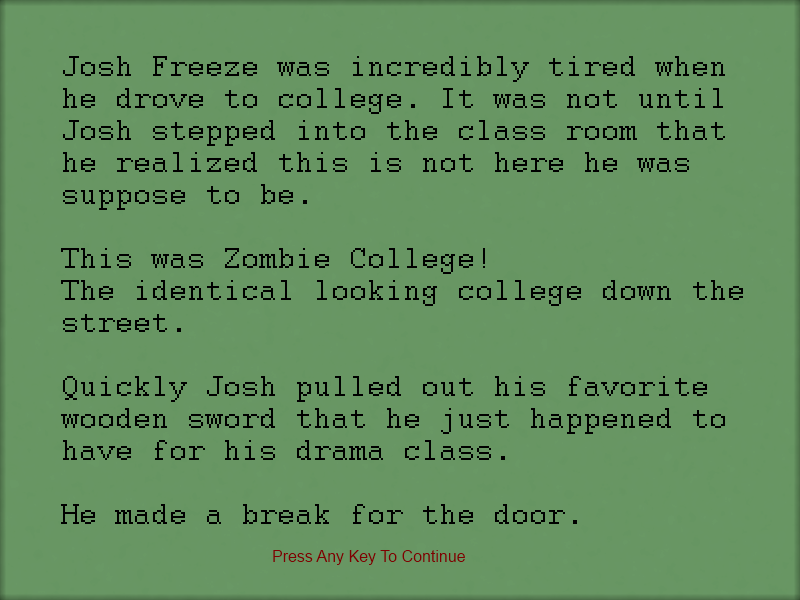 Josh Freeze was incredibly tired when
he drove to college. It was not until
Josh stepped into the class room that
he realized this is not here he was
suppose to be.
This was Zombie College!
The identical looking college down the
street.
Quickly Josh pulled out his favorite
wooden sword that he just happened to
have for his drama class.
He made a break for the door.
Press Any Key To Continue